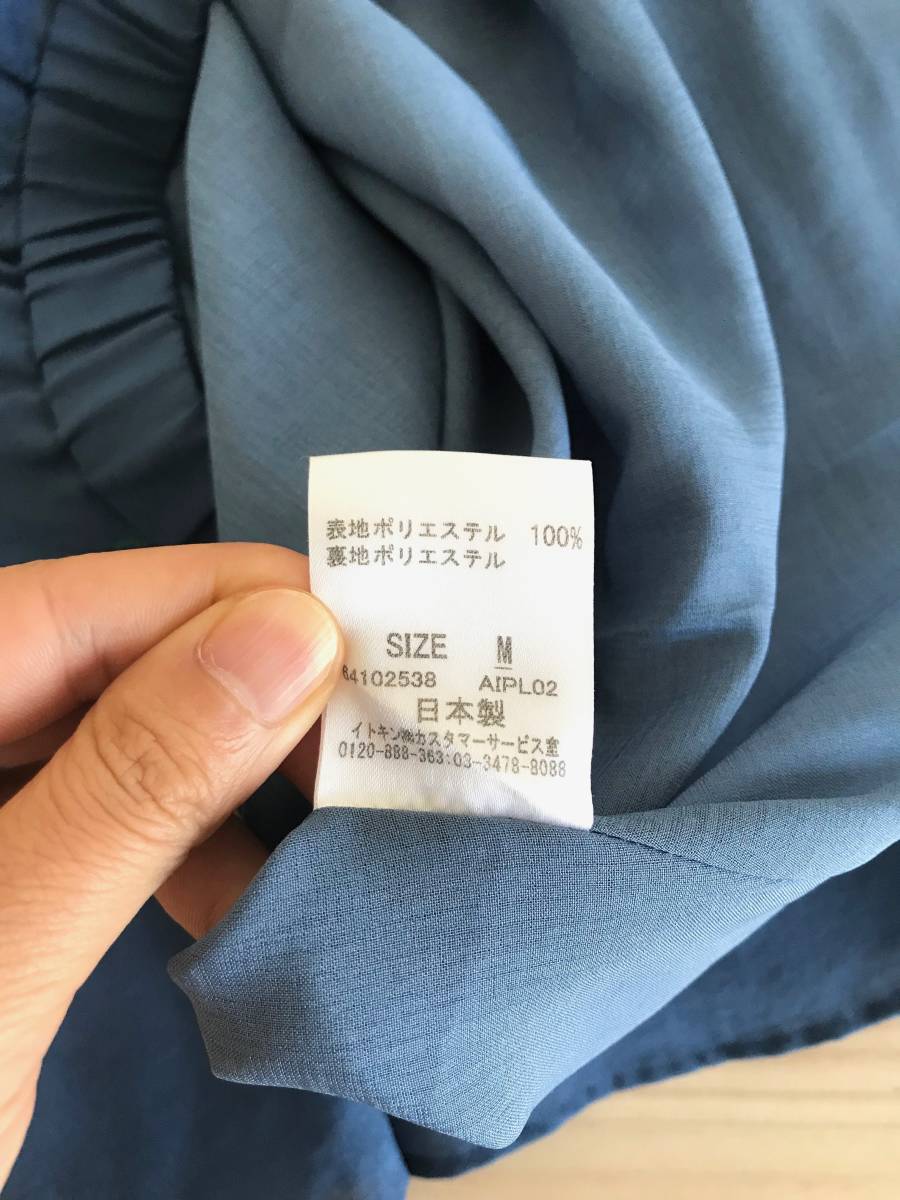 表地ポリエステル 100%
裏地ポリエステル
SIZE M
64102538 AIPL02
日本製
イトキン㈱カスタマーサービス室
0120-888-363:03-3478-8088